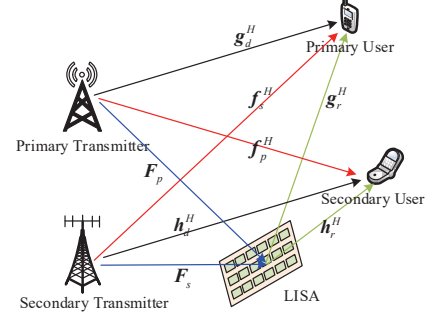 g_d^H
Primary User
f_s^H
g_r^H
Primary Transmitter
F_p
f_p^H
Secondary User
h_d^H
h_r^H
F_s
LISA
Secondary Transmitter